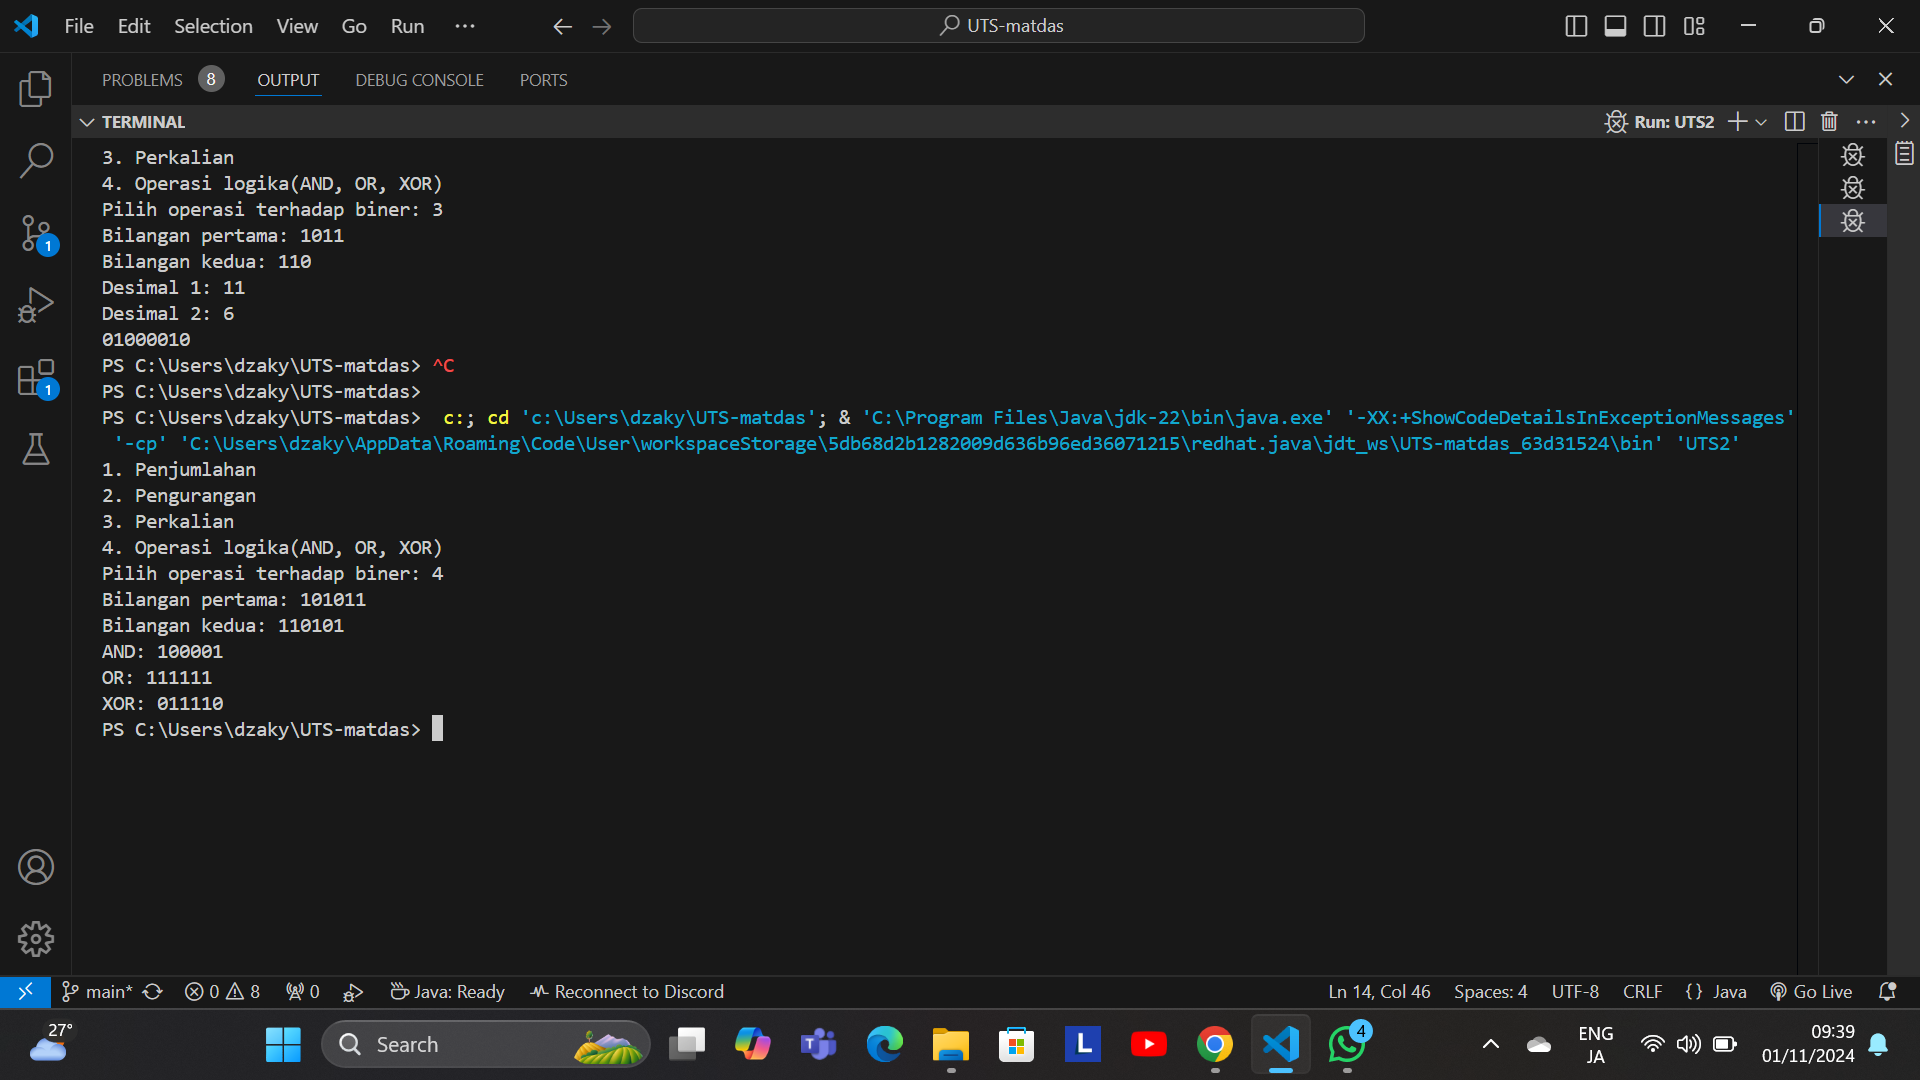 File Edit Selection View Go Run ··· UTS-matdas
PROBLEMS 8 OUTPUT DEBUG CONSOLE PORTS
TERMINAL Run: UTS2
3. Perkalian
4. Operasi logika(AND, OR, XOR)
Pilih operasi terhadap biner: 3
Bilangan pertama: 1011
Bilangan kedua: 110
Desimal 1: 11
Desimal 2: 6
01000010
PS C:\Users\dzaky\UTS-matdas> ^C
PS C:\Users\dzaky\UTS-matdas>
PS C:\Users\dzaky\UTS-matdas>  c:; cd 'c:\Users\dzaky\UTS-matdas'; & 'C:\Program Files\Java\jdk-22\bin\java.exe' '-XX:+ShowCodeDetailsInExceptionMessages'
'-cp' 'C:\Users\dzaky\AppData\Roaming\Code\User\workspaceStorage\5db68d2b1282009d636b96ed36071215\redhat.java\jdt_ws\UTS-matdas_63d31524\bin' 'UTS2'
1. Penjumlahan
2. Pengurangan
3. Perkalian
4. Operasi logika(AND, OR, XOR)
Pilih operasi terhadap biner: 4
Bilangan pertama: 101011
Bilangan kedua: 110101
AND: 100001
OR: 111111
XOR: 011110
PS C:\Users\dzaky\UTS-matdas>
1
1
main* 0 8 0 Java: Ready Reconnect to Discord Ln 14, Col 46 Spaces: 4 UTF-8 CRLF {} Java Go Live
27° Search T L 4 ENG 09:39
JA 01/11/2024